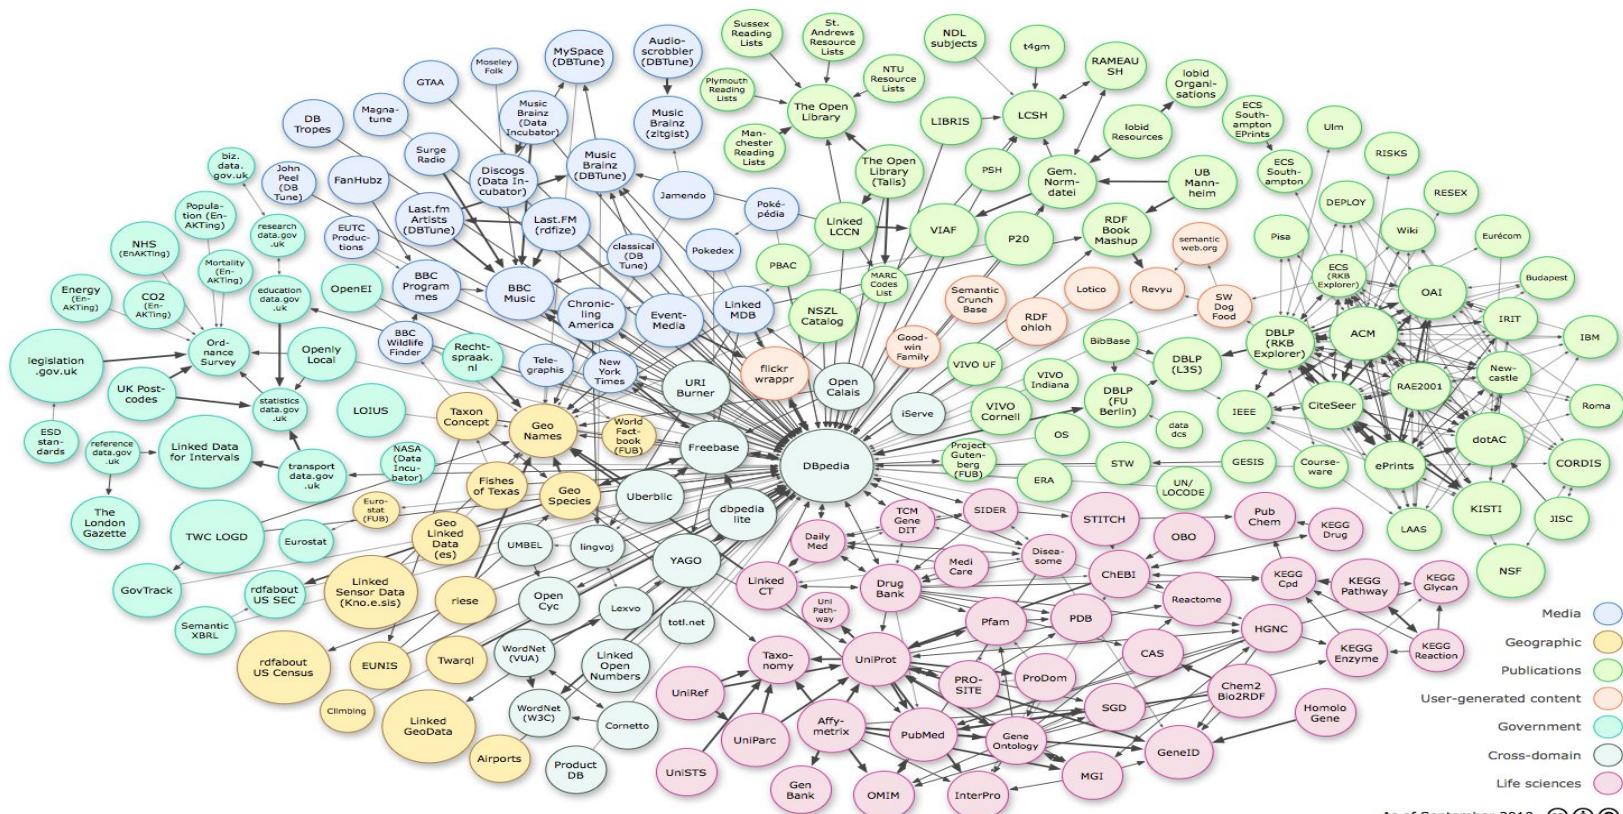 Sussex
Reading
Lists
St.
Andrews
Resource
Lists
NDL
subjects
t4gm
Audio-
scrobbler
(DBTune)
MySpace
(DBTune)
Moseley
Folk
GTAA
RAMEAU
SH
lobid
Organi-
sations
NTU
Resource
Lists
Plymouth
Reading
Lists
The Open
Library
LCSH
LIBRIS
Magna-
tune
DB
Tropes
Music
Brainz
(Data
Incubator)
Music
Brainz
(zitgist)
Man-
chester
Reading
Lists
lobid
Resources
ECS
South-
ampton
EPrints
Ulm
RISKS
Surge
Radio
biz.
data.
gov.uk
John
Peel
(DB
Tune)
FanHubz
Discogs
(Data In-
cubator)
Music
Brainz
(DBTune)
The Open
Library
(Talis)
PSH
Gem.
Norm-
datei
UB
Mann-
heim
ECS
South-
ampton
RESEX
DEPLOY
Jamendo
Poké-
pédia
Popula-
tion (En-
AKTing)
Last.fm
Artists
(DBTune)
Last.FM
(rdfize)
Linked
LCCN
VIAF
P20
RDF
Book
Mashup
semantic
web.org
Pisa
Wiki
Eurécom
NHS
(EnAKTing)
research
data.gov
.uk
EUTC
Produc-
tions
classical
(DB
Tune)
Pokedex
PBAC
MARC
Codes
List
Mortality
(En-
AKTing)
Energy
(En-
AKTing)
CO2
(En-
AKTing)
education
data.gov
.uk
OpenEI
BBC
Program
mes
BBC
Music
Chronic-
ling
America
Event-
Media
Linked
MDB
NSZL
Catalog
Semantic
Crunch
Base
RDF
ohloh
Lotico
Revyu
SW
Dog
Food
ECS
(RKB
Explorer)
OAI
Budapest
IRIT
IBM
legislation
.gov.uk
Ord-
nance
Survey
Openly
Local
BBC
Wildlife
Finder
Recht-
spraak.
nl
Tele-
graphis
New
York
Times
flickr
wrappr
Good-
win
Family
BibBase
DBLP
(L3S)
DBLP
(RKB
Explorer)
ACM
New-
castle
RAE2001
UK Post-
codes
statistics
data.gov
.uk
LOIUS
Taxon
Concept
URI
Burner
Open
Calais
VIVO UF
VIVO
Indiana
DBLP
(FU
Berlin)
IEEE
CiteSeer
Roma
ESD
stan-
dards
reference
data.gov
.uk
Linked Data
for Intervals
transport
data.gov
.uk
NASA
(Data
Incu-
bator)
Geo
Names
World
Fact-
book
(FUB)
Freebase
iServe
VIVO
Cornell
OS
data
dcs
dotAC
DBpedia
Project
Guten-
berg
(FUB)
STW
GESIS
Course-
ware
ePrints
CORDIS
The
London
Gazette
Fishes
of Texas
Geo
Species
Uberblic
dbpedia
lite
ERA
UN/
LOCODE
KISTI
JISC
LAAS
TWC LOGD
Eurostat
Euro-
stat
(FUB)
Geo
Linked
Data
(es)
UMBEL
lingvoj
YAGO
Daily
Med
TCM
Gene
DIT
SIDER
STITCH
Pub
Chem
KEGG
Drug
NSF
GovTrack
rdfabout
US SEC
Linked
Sensor Data
(Kno.e.sis)
riese
Open
Cyc
Lexvo
Linked
CT
Uni
Path-
way
Drug
Bank
Medi
Care
Disea-
some
ChEBI
OBO
KEGG
Cpd
KEGG
Pathway
KEGG
Glycan
Semantic
XBRL
totl.net
Pfam
PDB
Reactome
HGNC
KEGG
Enzyme
KEGG
Reaction
rdfabout
US Census
EUNIS
Twarql
WordNet
(VUA)
Linked
Open
Numbers
Taxo-
nomy
UniProt
PRO-
SITE
ProDom
CAS
Chem2
Bio2RDF
Homolo
Gene
Climbing
Linked
GeoData
WordNet
(W3C)
Cornetto
UniRef
UniParc
Affy-
metrix
PubMed
Gene
Ontology
SGD
GeneID
Airports
Product
DB
UniSTS
Gen
Bank
OMIM
InterPro
MGI
Media
Geographic
Publications
User-generated content
Government
Cross-domain
Life sciences
As of September 2010